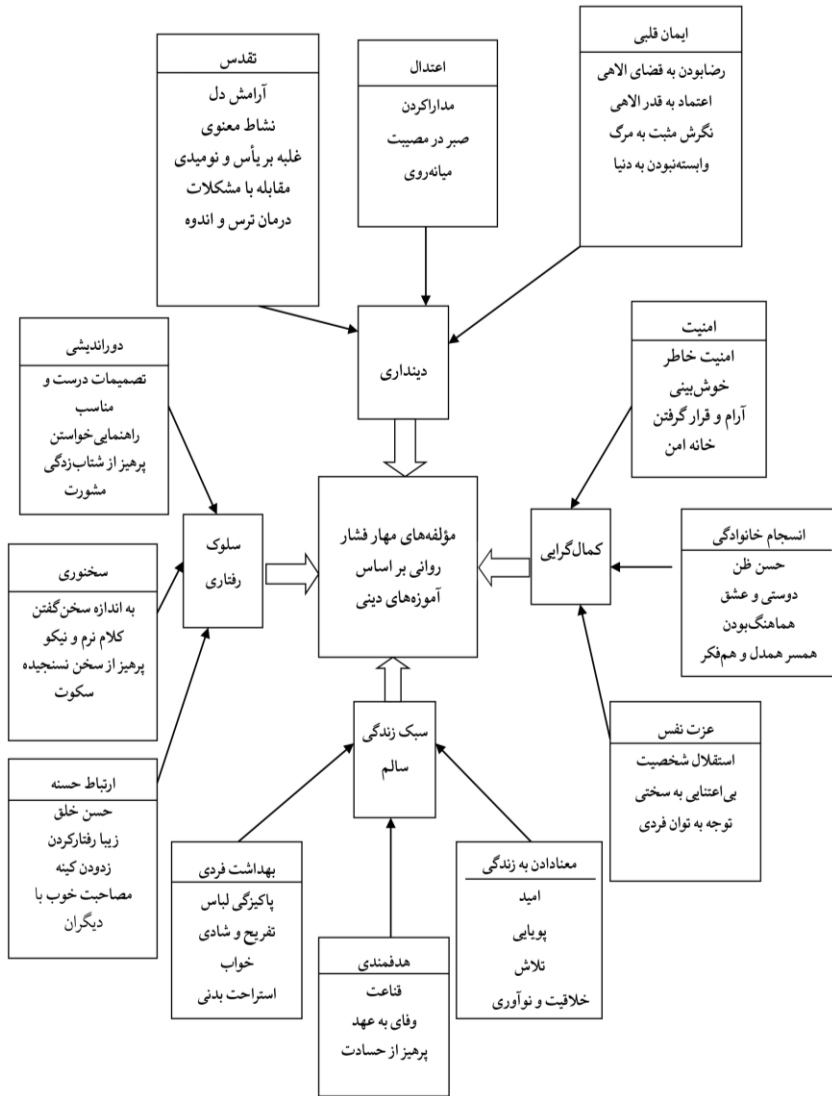 ایمان قلبی
رضابودن به قضای الاهی
اعتماد به قدر الاهی
نگرش مثبت به مرگ
وابسته‌نبودن به دنیا
اعتدال
مداراکردن
صبر در مصیبت
میانه‌روی
تقدس
آرامش دل
نشاط معنوی
غلبه بر یأس و نومیدی
مقابله با مشکلات
درمان ترس و اندوه
دینداری
امنیت
امنیت خاطر
خوش‌بینی
آرام و قرار گرفتن
خانه امن
انسجام خانوادگی
حسن ظن
دوستی و عشق
هماهنگ‌بودن
همسر همدل و هم‌فکر
عزت نفس
استقلال شخصیت
بی‌اعتنایی به سختی
توجه به توان فردی
کمال‌گرایی
مؤلفه‌های مهار فشار
روانی بر اساس
آموزه‌های دینی
سلوک
رفتاری
دوراندیشی
تصمیمات درست و
مناسب
راهنمایی‌خواستن
پرهیز از شتاب‌زدگی
مشورت
سخنوری
به اندازه سخن‌گفتن
کلام نرم و نیکو
پرهیز از سخن نسنجیده
سکوت
ارتباط حسنه
حسن خلق
زیبا رفتارکردن
زدودن کینه
مصاحبت خوب با
دیگران
سبک زندگی
سالم
معنادادن به زندگی
امید
پویایی
تلاش
خلاقیت و نوآوری
هدفمندی
قناعت
وفای به عهد
پرهیز از حسادت
بهداشت فردی
پاکیزگی لباس
تفریح و شادی
خواب
استراحت بدنی